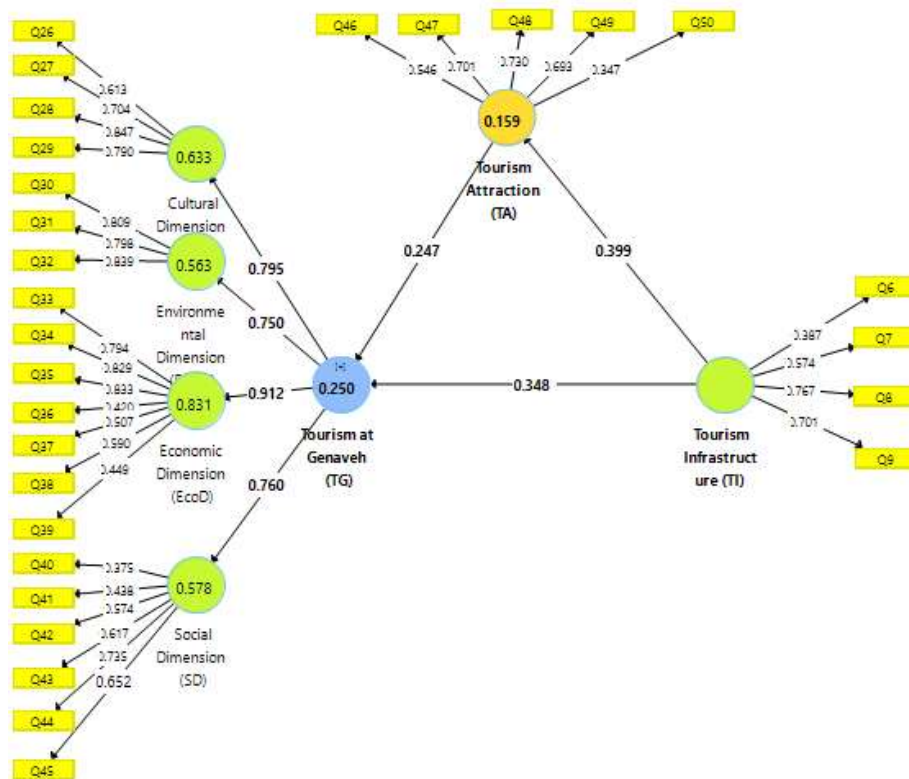 Q26
Q27
Q28
Q29
Q30
Q31
Q32
Q33
Q34
Q35
Q36
Q37
Q38
Q39
Q40
Q41
Q42
Q43
Q44
Q45
0.613
0.704
0.847
0.790
0.809
0.798
0.839
0.794
0.829
0.833
0.420
0.507
0.590
0.449
0.375
0.438
0.574
0.617
0.735
0.652
0.633
Cultural
Dimension
0.563
Environme
ntal
Dimension
0.831
Economic
Dimension
(EcoD)
0.578
Social
Dimension
(SD)
0.795
0.750
0.912
0.760
[+]
0.250
Tourism at
Genaveh
(TG)
Q46
Q47
Q48
Q49
Q50
0.546
0.701
0.730
0.693
0.347
0.159
Tourism
Attraction
(TA)
0.247
0.399
0.348
Tourism
Infrastruct
ure (TI)
0.387
0.574
0.767
0.701
Q6
Q7
Q8
Q9